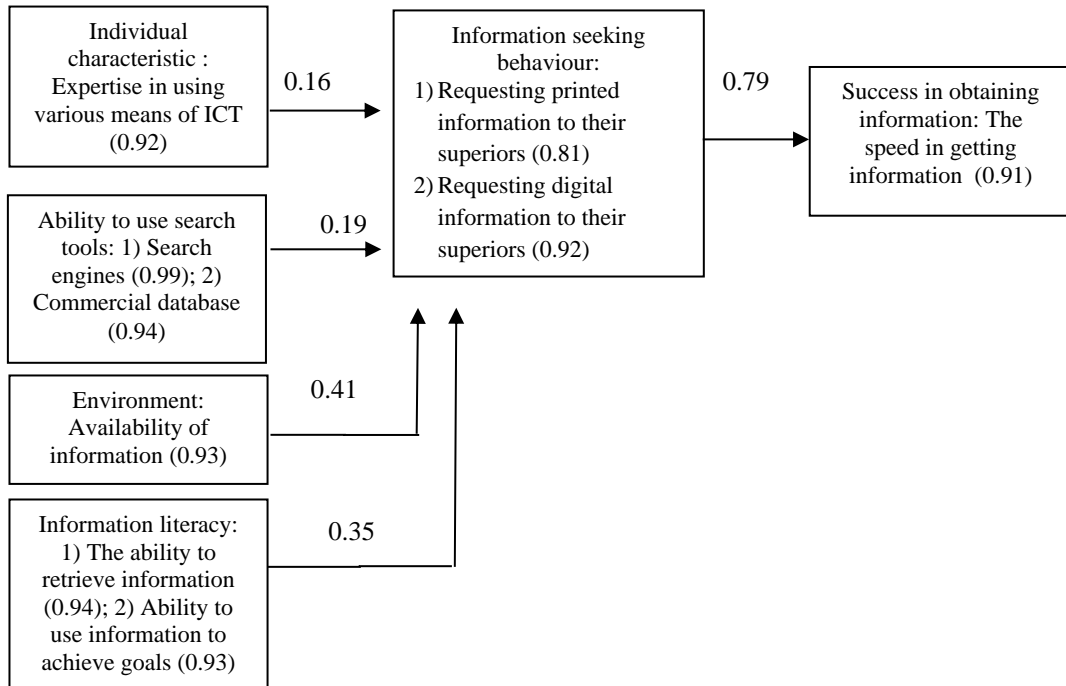 Individual
characteristic :
Expertise in using
various means of ICT
(0.92)
0.16
Ability to use search
tools: 1) Search
engines (0.99); 2)
Commercial database
(0.94)
0.19
Environment:
Availability of
information (0.93)
0.41
Information literacy:
1) The ability to
retrieve information
(0.94); 2) Ability to
use information to
achieve goals (0.93)
0.35
Information seeking
behaviour:
1) Requesting printed
information to their
superiors (0.81)
2) Requesting digital
information to their
superiors (0.92)
0.79
Success in obtaining
information: The
speed in getting
information (0.91)